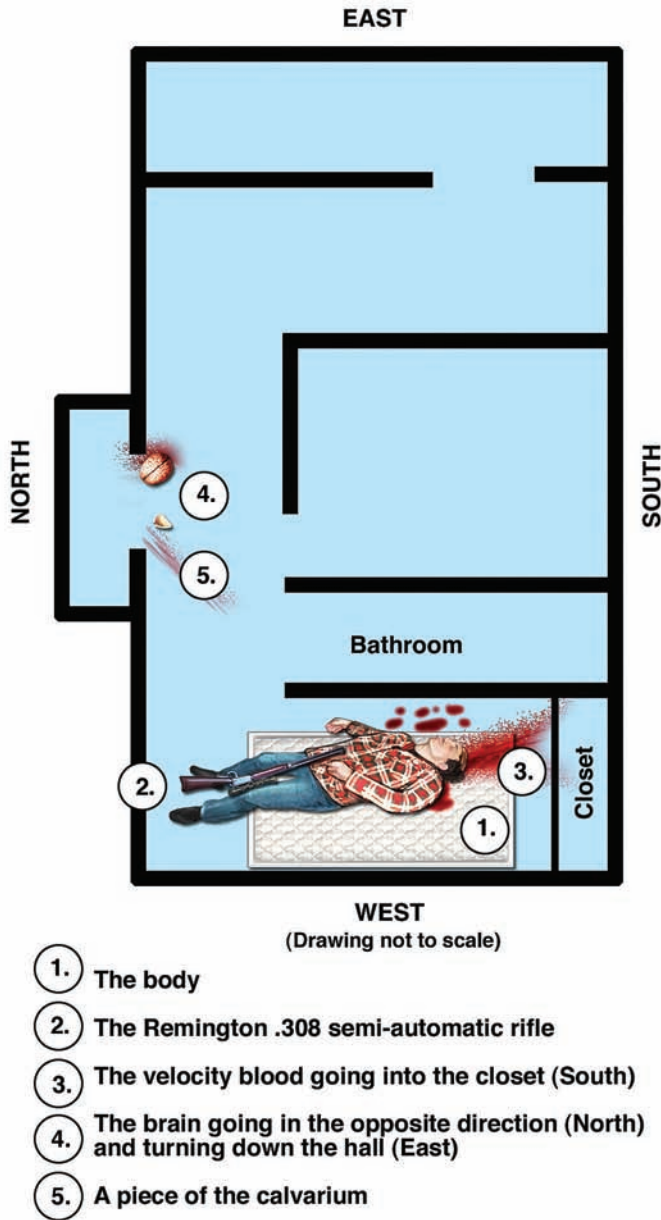 EAST
NORTH
SOUTH
4.
5.
Bathroom
2.
3.
Closet
1.
WEST
(Drawing not to scale)
1. The body
2. The Remington .308 semi-automatic rifle
3. The velocity blood going into the closet (South)
4. The brain going in the opposite direction (North)
and turning down the hall (East)
5. A piece of the calvarium